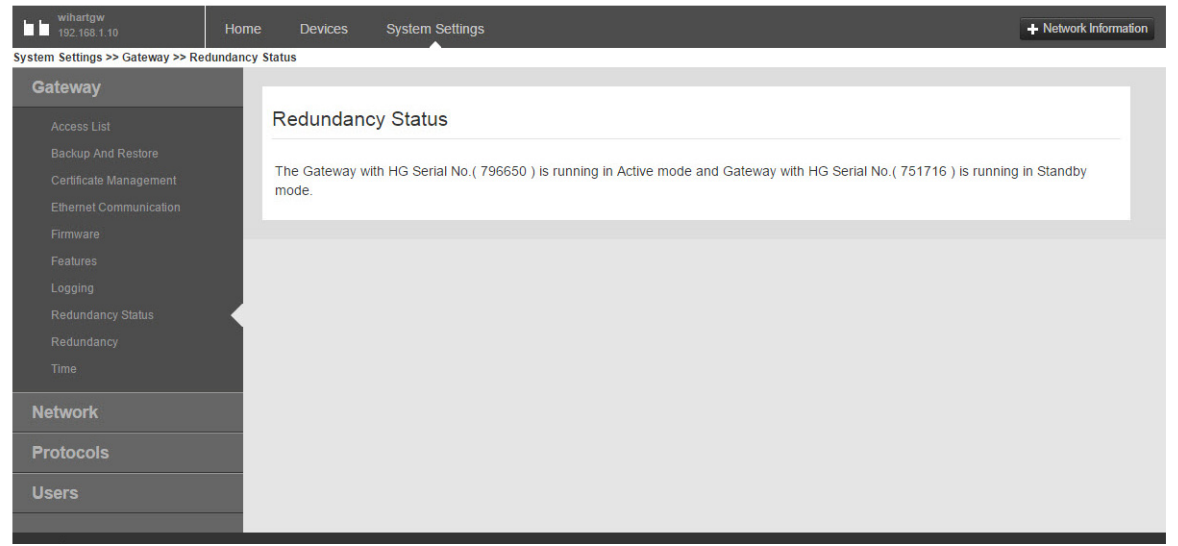 wihartgw
192.168.1.10
Home Devices System Settings
Network Information
System Settings >> Gateway >> Redundancy Status
Gateway
Access List
Backup And Restore
Certificate Management
Ethernet Communication
Firmware
Features
Logging
Redundancy Status
Redundancy
Time
Network
Protocols
Users
Redundancy Status
The Gateway with HG Serial No.( 796650 ) is running in Active mode and Gateway with HG Serial No.( 751716 ) is running in Standby
mode.